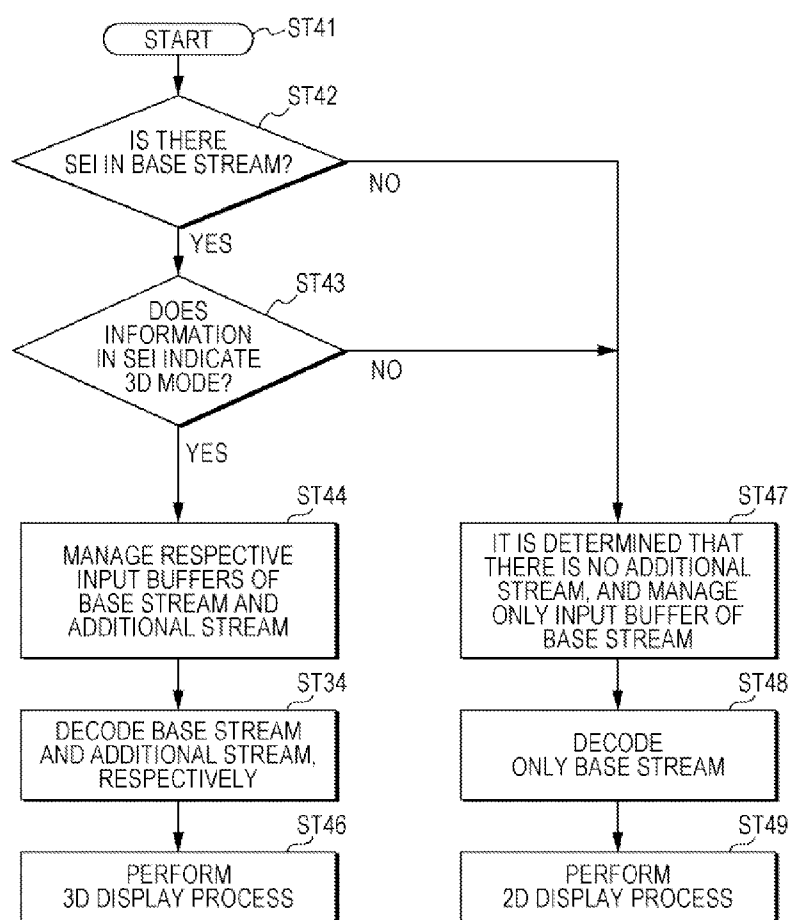 START
ST41
ST42
IS THERE
SEI IN BASE STREAM?
NO
YES
ST43
DOES
INFORMATION
IN SEI INDICATE
3D MODE?
NO
YES
ST44
MANAGE RESPECTIVE
INPUT BUFFERS OF
BASE STREAM AND
ADDITIONAL STREAM
ST47
IT IS DETERMINED THAT
THERE IS NO ADDITIONAL
STREAM, AND MANAGE
ONLY INPUT BUFFER OF
BASE STREAM
ST34
DECODE BASE STREAM
AND ADDITIONAL STREAM,
RESPECTIVELY
ST48
DECODE
ONLY BASE STREAM
ST46
PERFORM
3D DISPLAY PROCESS
ST49
PERFORM
2D DISPLAY PROCESS